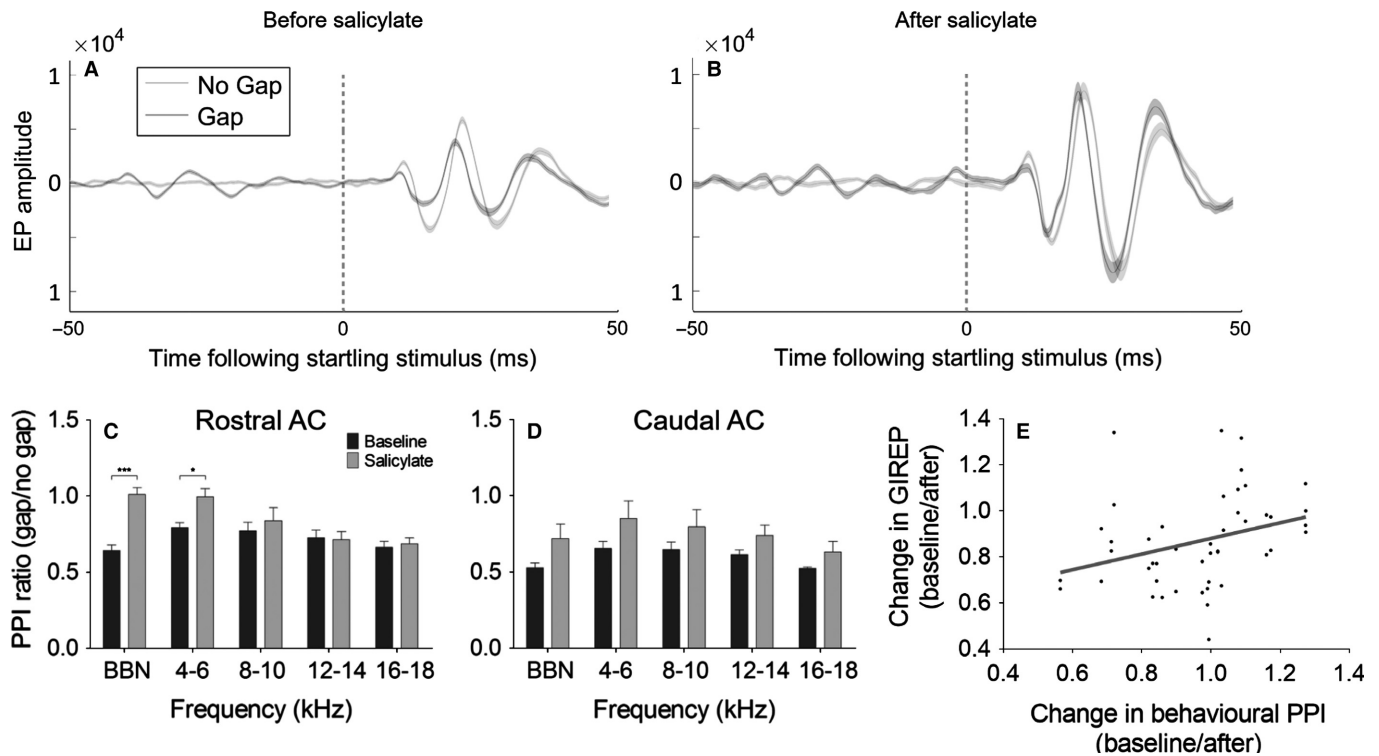 Before salicylate
After salicylate
×10⁴
×10⁴
A
B
No Gap
Gap
EP amplitude
1
0
1
1
0
1
−50
0
50
−50
0
50
Time following startling stimulus (ms)
Time following startling stimulus (ms)
C
Rostral AC
Baseline
Salicylate
***
*
PPI ratio (gap/no gap)
1.5
1.0
0.5
0.0
BBN 4-6 8-10 12-14 16-18
Frequency (kHz)
D
Caudal AC
1.5
1.0
0.5
0.0
BBN 4-6 8-10 12-14 16-18
Frequency (kHz)
E
Change in GIREP
(baseline/after)
1.4
1.2
1.0
0.8
0.6
0.4
0.4 0.6 0.8 1.0 1.2 1.4
Change in behavioural PPI
(baseline/after)